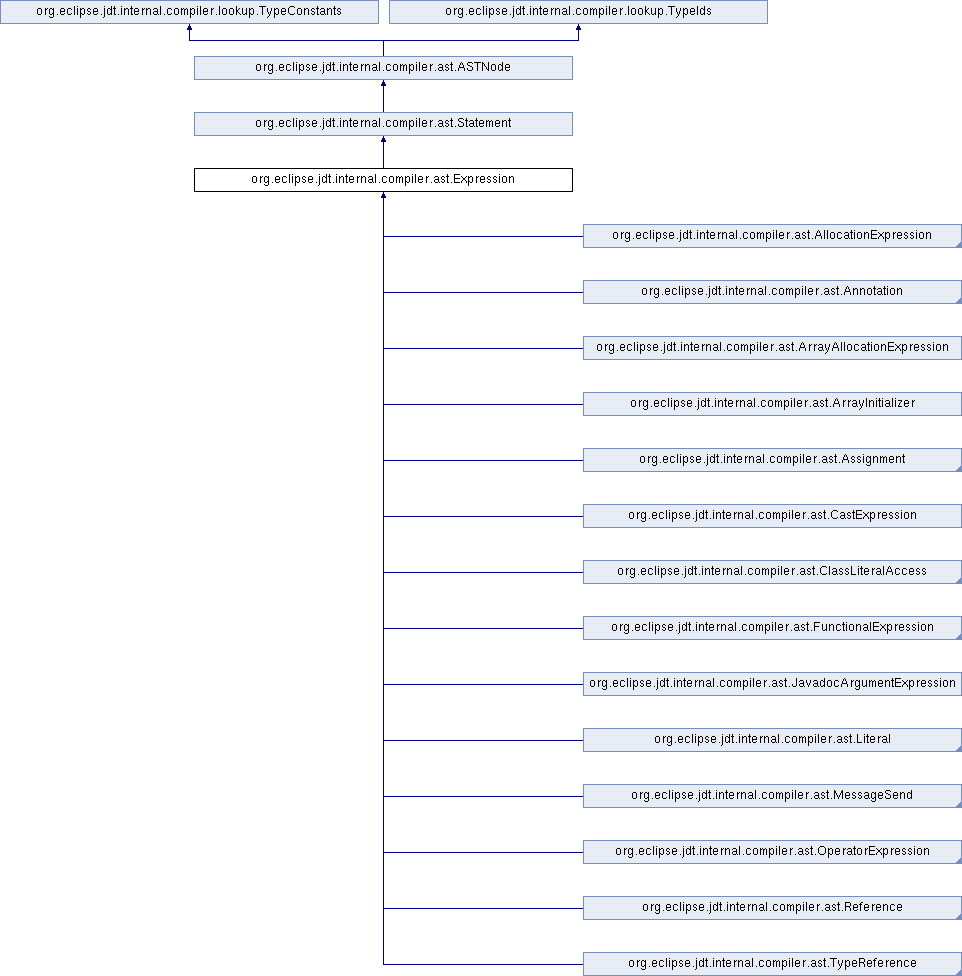 org.eclipse.jdt.internal.compiler.lookup.TypeConstants
org.eclipse.jdt.internal.compiler.lookup.TypeIds
org.eclipse.jdt.internal.compiler.ast.ASTNode
org.eclipse.jdt.internal.compiler.ast.Statement
org.eclipse.jdt.internal.compiler.ast.Expression
org.eclipse.jdt.internal.compiler.ast.AllocationExpression
org.eclipse.jdt.internal.compiler.ast.Annotation
org.eclipse.jdt.internal.compiler.ast.ArrayAllocationExpression
org.eclipse.jdt.internal.compiler.ast.ArrayInitializer
org.eclipse.jdt.internal.compiler.ast.Assignment
org.eclipse.jdt.internal.compiler.ast.CastExpression
org.eclipse.jdt.internal.compiler.ast.ClassLiteralAccess
org.eclipse.jdt.internal.compiler.ast.FunctionalExpression
org.eclipse.jdt.internal.compiler.ast.JavadocArgumentExpression
org.eclipse.jdt.internal.compiler.ast.Literal
org.eclipse.jdt.internal.compiler.ast.MessageSend
org.eclipse.jdt.internal.compiler.ast.OperatorExpression
org.eclipse.jdt.internal.compiler.ast.Reference
org.eclipse.jdt.internal.compiler.ast.TypeReference